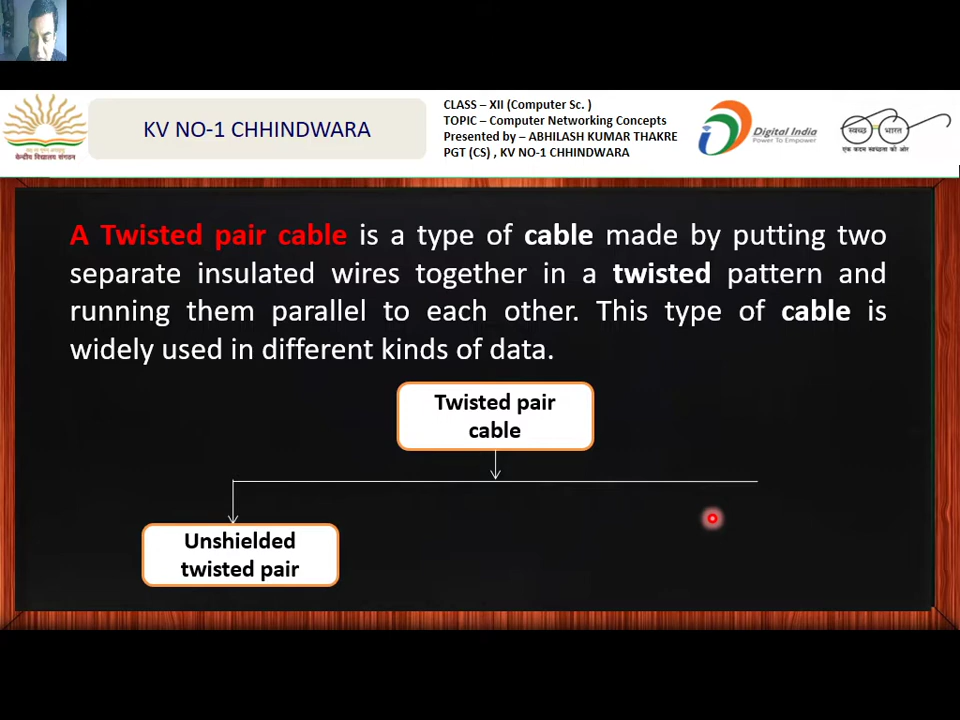 केन्द्रीय विद्यालय संगठन
KV NO-1 CHHINDWARA
CLASS – XII (Computer Sc. )
TOPIC – Computer Networking Concepts
Presented by – ABHILASH KUMAR THAKRE
PGT (CS) , KV NO-1 CHHINDWARA
Digital India
Power To Empower
स्वच्छ भारत
एक कदम स्वच्छता की ओर
A Twisted pair cable is a type of cable made by putting two
separate insulated wires together in a twisted pattern and
running them parallel to each other. This type of cable is
widely used in different kinds of data.
Twisted pair
cable
Unshielded
twisted pair